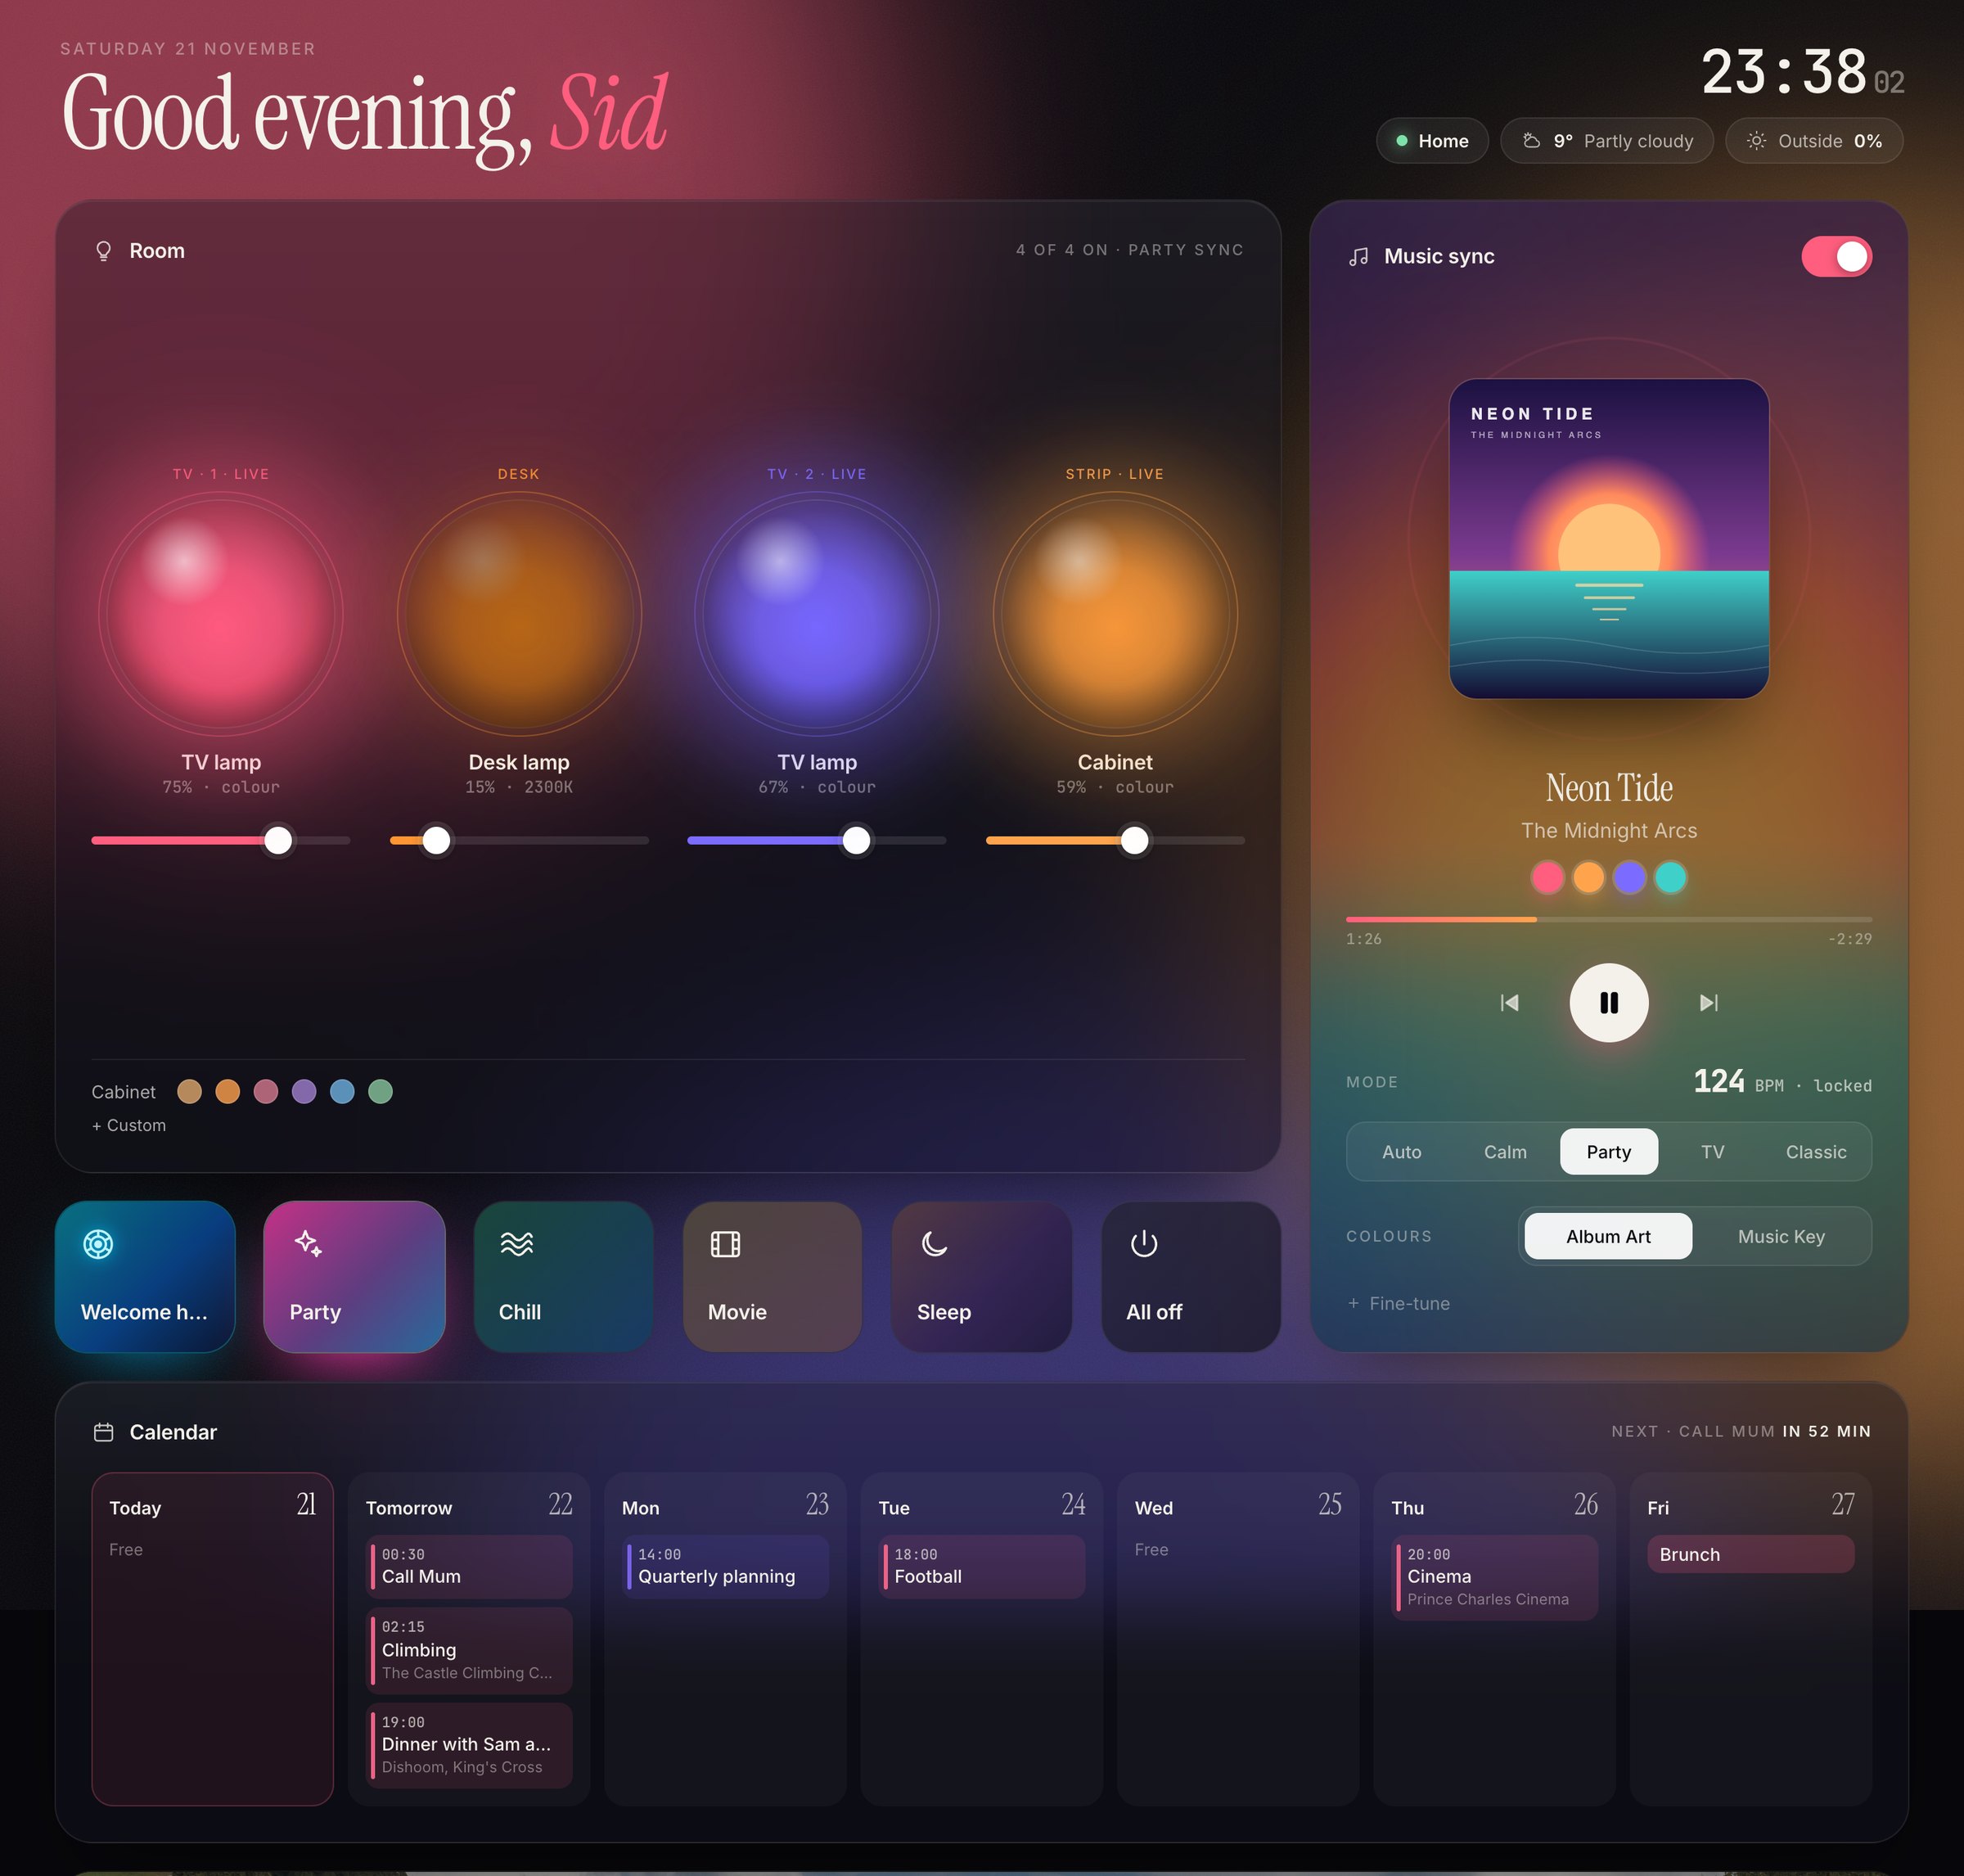 SATURDAY 21 NOVEMBER
Good evening, Sid
23:38 02
Home
9° Partly cloudy
Outside 0%
Room
4 OF 4 ON · PARTY SYNC
TV · 1 · LIVE
DESK
TV · 2 · LIVE
STRIP · LIVE
TV lamp
75% · colour
Desk lamp
15% · 2300K
TV lamp
67% · colour
Cabinet
59% · colour
Cabinet
+ Custom
Music sync
NEON TIDE
THE MIDNIGHT ARCS
Neon Tide
The Midnight Arcs
1:26
-2:29
MODE
124 BPM · locked
Auto
Calm
Party
TV
Classic
COLOURS
Album Art
Music Key
+ Fine-tune
Welcome h...
Party
Chill
Movie
Sleep
All off
Calendar
NEXT · CALL MUM IN 52 MIN
Today 21
Free
Tomorrow 22
00:30
Call Mum
02:15
Climbing
The Castle Climbing C...
19:00
Dinner with Sam a...
Dishoom, King's Cross
Mon 23
14:00
Quarterly planning
Tue 24
18:00
Football
Wed 25
Free
Thu 26
20:00
Cinema
Prince Charles Cinema
Fri 27
Brunch